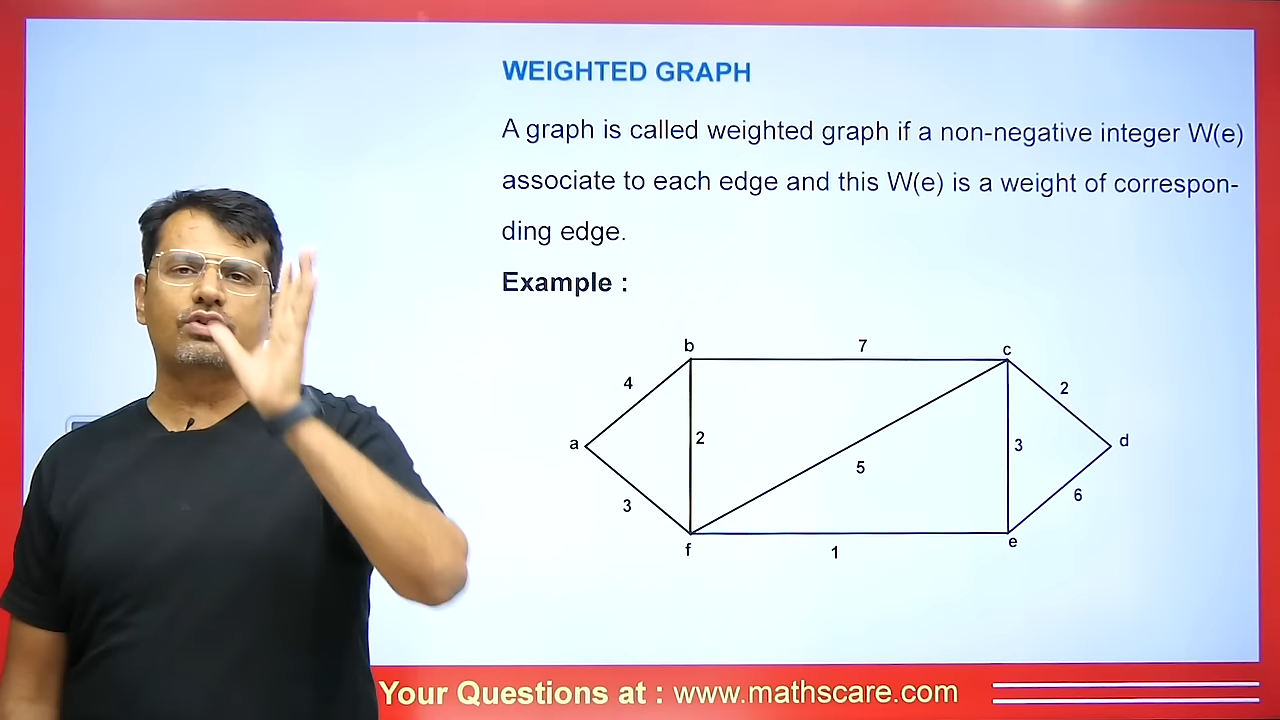 WEIGHTED GRAPH
A graph is called weighted graph if a non-negative integer W(e)
associate to each edge and this W(e) is a weight of correspon-
ding edge.
Example :
b 7 c
4 2
a 2 3 d
5
3 6
f 1 e
Your Questions at : www.mathscare.com